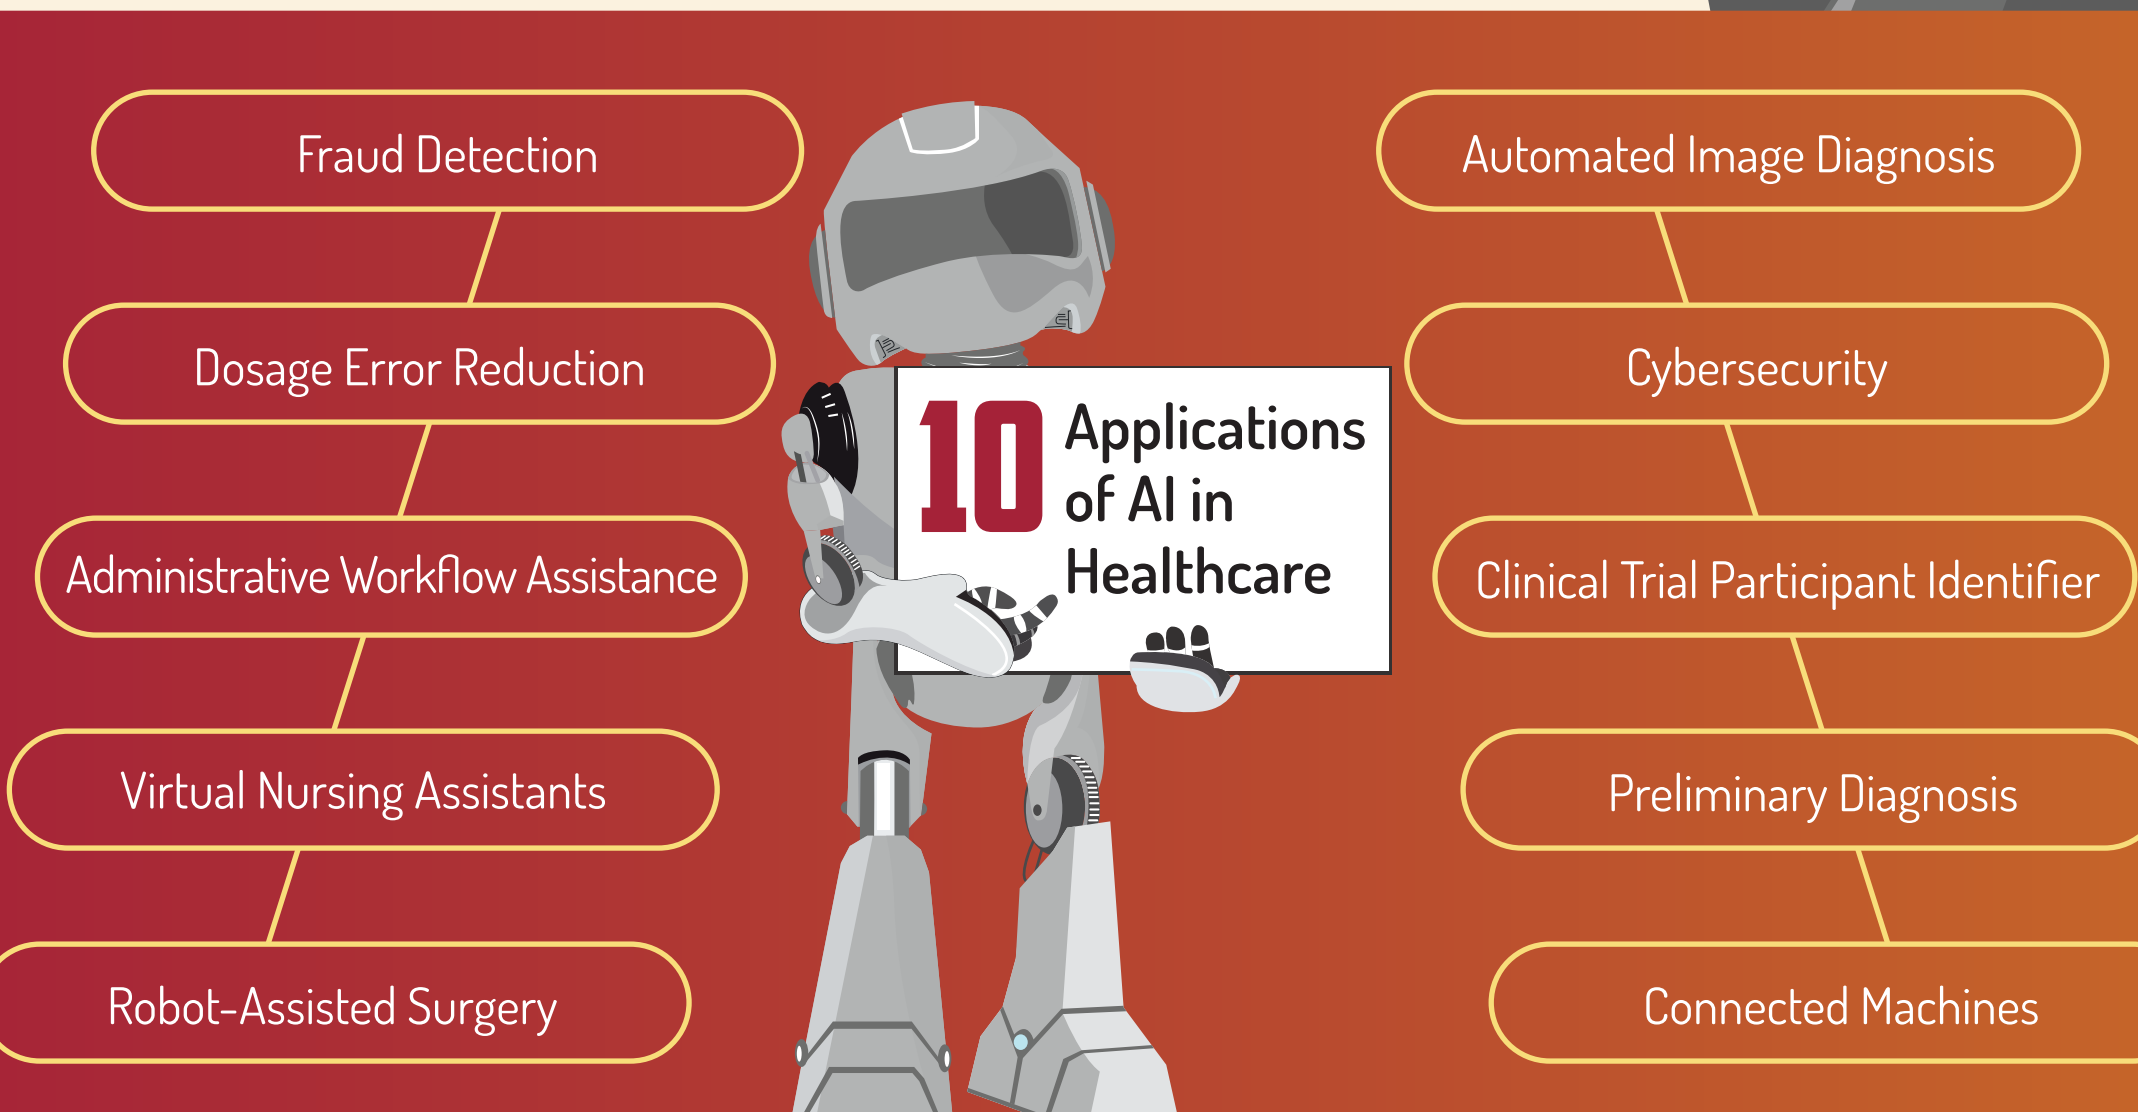 Fraud Detection
Dosage Error Reduction
Administrative Workflow Assistance
Virtual Nursing Assistants
Robot-Assisted Surgery
10 Applications
of AI in
Healthcare
Automated Image Diagnosis
Cybersecurity
Clinical Trial Participant Identifier
Preliminary Diagnosis
Connected Machines